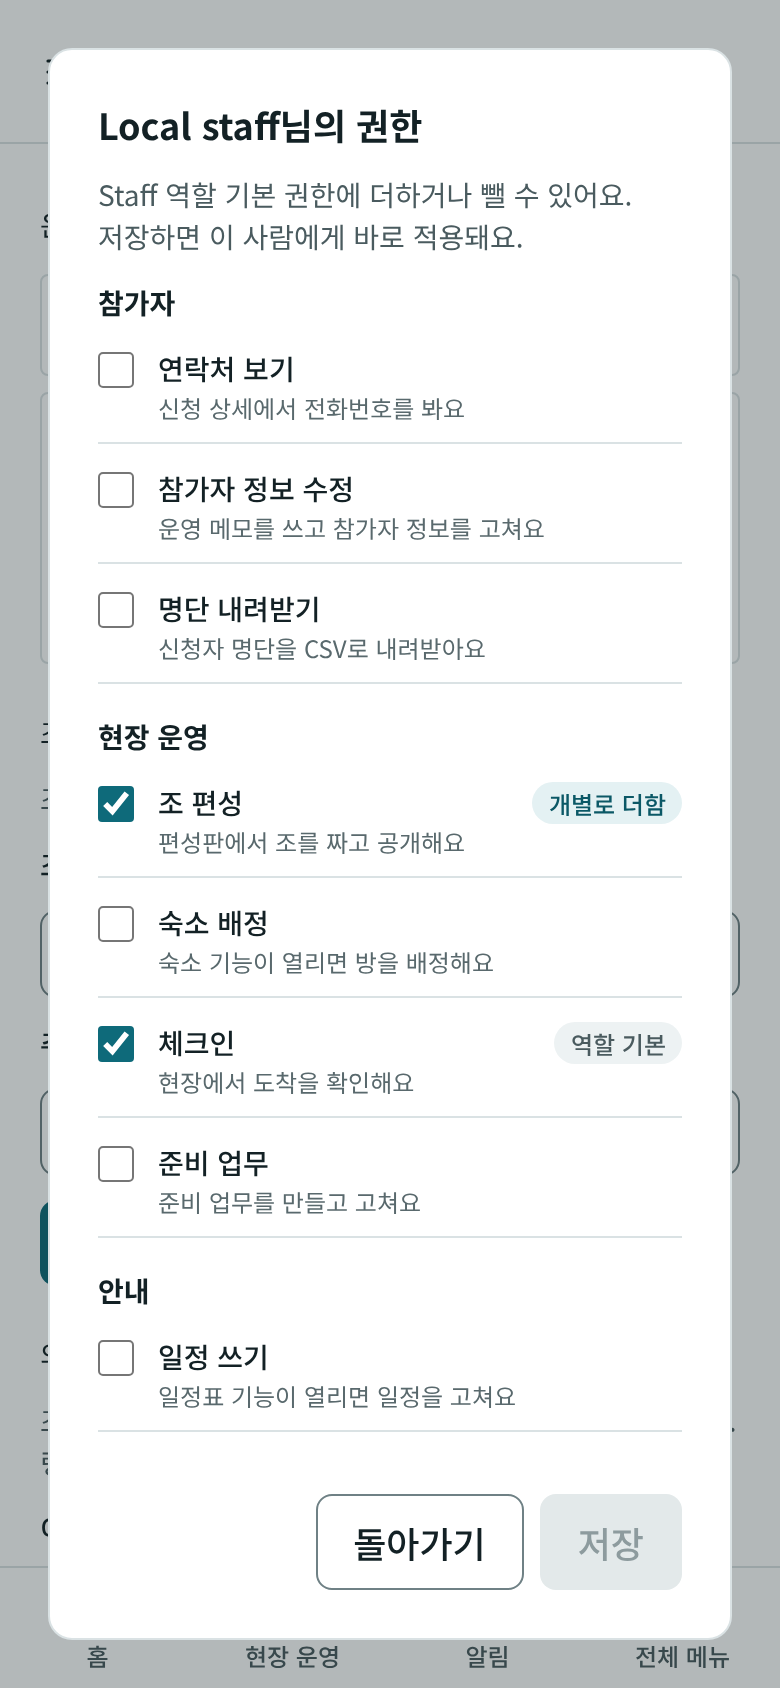 Local staff님의 권한
Staff 역할 기본 권한에 더하거나 뺄 수 있어요.
저장하면 이 사람에게 바로 적용돼요.
참가자
연락처 보기
신청 상세에서 전화번호를 봐요
참가자 정보 수정
운영 메모를 쓰고 참가자 정보를 고쳐요
명단 내려받기
신청자 명단을 CSV로 내려받아요
현장 운영
조 편성
개별로 더함
편성판에서 조를 짜고 공개해요
숙소 배정
숙소 기능이 열리면 방을 배정해요
체크인
역할 기본
현장에서 도착을 확인해요
준비 업무
준비 업무를 만들고 고쳐요
안내
일정 쓰기
일정표 기능이 열리면 일정을 고쳐요
돌아가기
저장
홈
현장 운영
알림
전체 메뉴